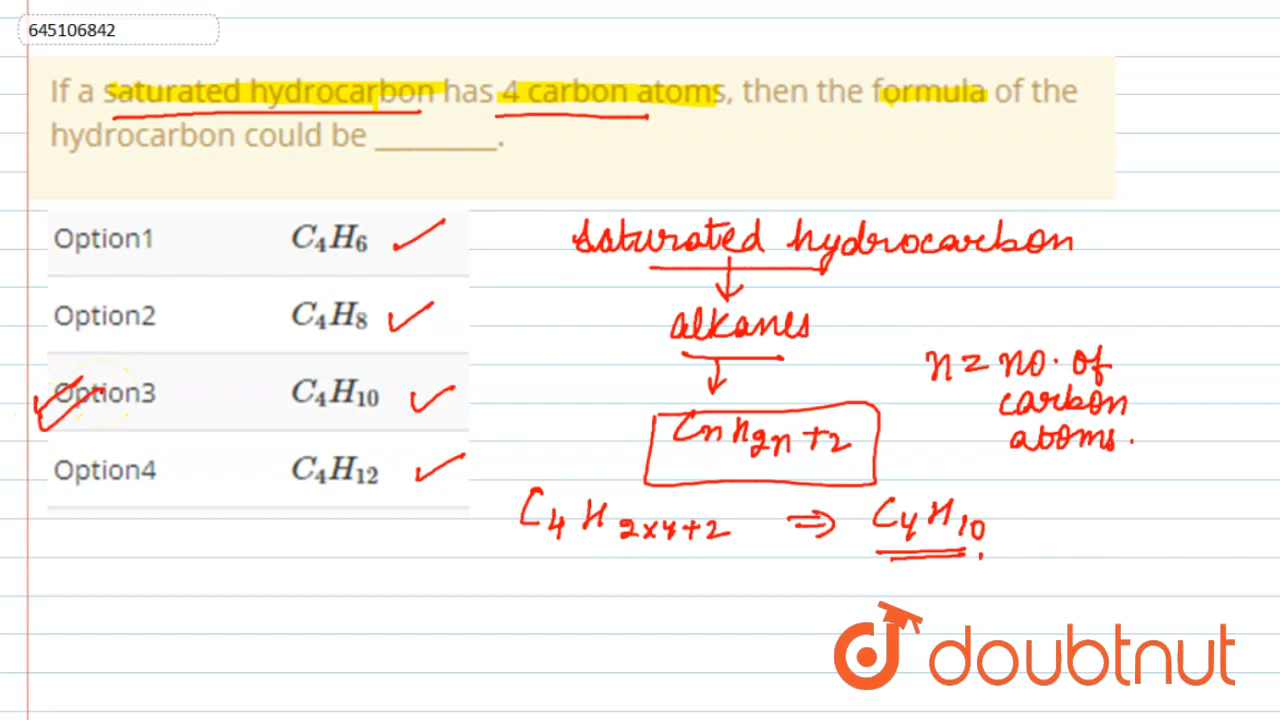 645106842
If a saturated hydrocarbon has 4 carbon atoms, then the formula of the
hydrocarbon could be ________.
Option1 C₄H₆
Option2 C₄H₈
Option3 C₄H₁₀
Option4 C₄H₁₂
saturated hydrocarbon
alkanes
n = no. of
carbon
atoms.
CnH2n+2
C₄H₂ₓ₄₊₂ ⇒ C₄H₁₀
doubtnut